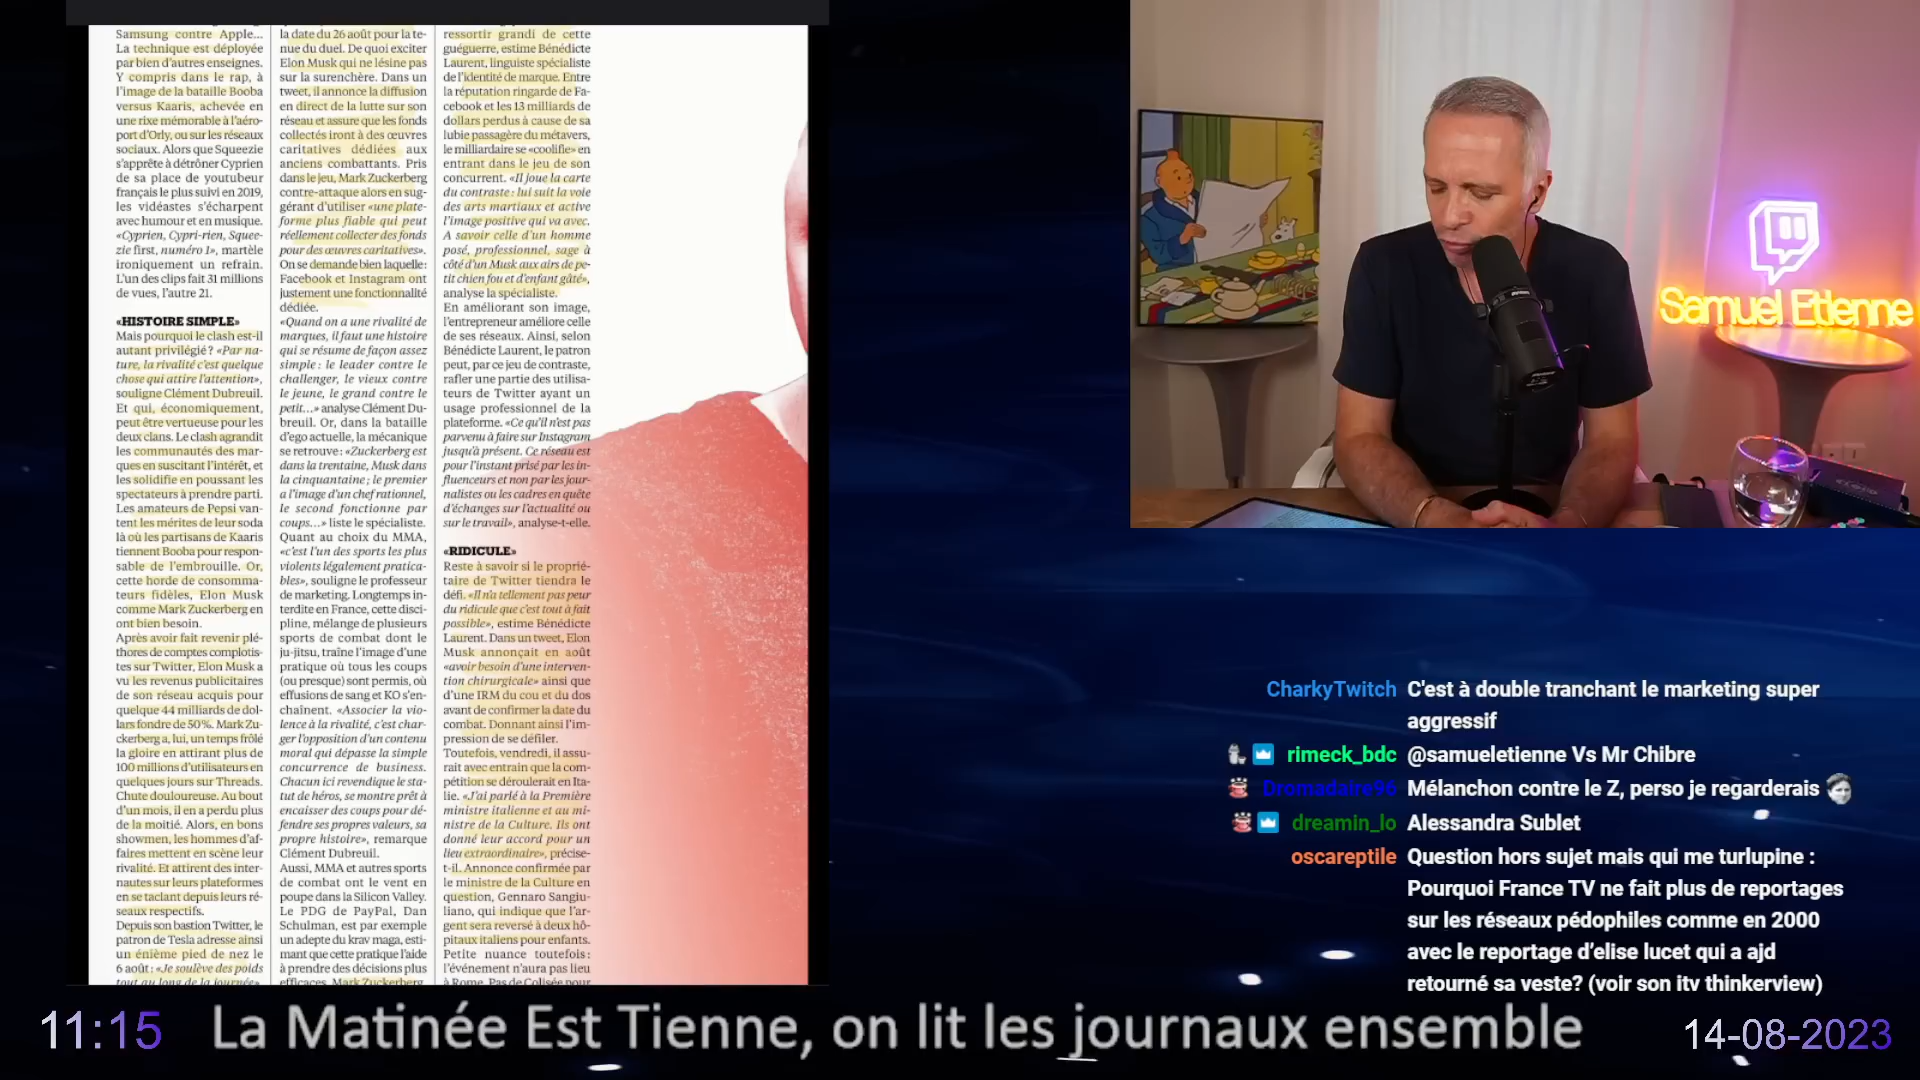 Samsung contre Apple...
La technique est déployée
par bien d'autres enseignes.
Y compris dans le rap, à
l'image de la bataille Booba
versus Kaaris, achevée en
une rixe mémorable à l'aéro-
port d'Orly, ou sur les réseaux
sociaux. Alors que Squeezie
s'apprête à détrôner Cyprien
de sa place de youtubeur
français le plus suivi en 2019,
les vidéastes s'écharpent
avec humour et en musique.
«Cyprien, Cypri-rien, Squee-
zie first, numéro 1», martèle
ironiquement un refrain.
L'un des clips fait 31 millions
de vues, l'autre 21.
«HISTOIRE SIMPLE»
Mais pourquoi le clash est-il
autant privilégié? «Par na-
ture, la rivalité c'est quelque
chose qui attire l'attention»,
souligne Clément Dubreuil.
Et qui, économiquement,
peut être vertueuse pour les
deux clans. Le clash agrandit
les communautés des mar-
ques en suscitant l'intérêt, et
les solidifie en poussant les
spectateurs à prendre parti.
Les amateurs de Pepsi van-
tent les mérites de leur soda
là où les partisans de Kaaris
tiennent Booba pour respon-
sable de l'embrouille. Or,
cette horde de consomma-
teurs fidèles, Elon Musk
comme Mark Zuckerberg en
ont bien besoin.
Après avoir fait revenir plé-
thores de comptes complotis-
tes sur Twitter, Elon Musk a
vu les revenus publicitaires
de son réseau acquis pour
quelque 44 milliards de dol-
lars fondre de 50%. Mark Zu-
ckerberg a, lui, un temps frôlé
la gloire en attirant plus de
100 millions d'utilisateurs en
quelques jours sur Threads.
Chute douloureuse. Au bout
d'un mois, il en a perdu plus
de la moitié. Alors, en bons
showmen, les hommes d'af-
faires mettent en scène leur
rivalité. Et attirent des inter-
nautes sur leurs plateformes
en se taclant depuis leurs ré-
seaux respectifs.
Depuis son bastion Twitter, le
patron de Tesla adresse ainsi
un énième pied de nez le
6 août : «Je soulève des poids
tout au long de la journée»,
la date du 26 août pour la te-
nue du duel. De quoi exciter
Elon Musk qui ne lésine pas
sur la surenchère. Dans un
tweet, il annonce la diffusion
en direct de la lutte sur son
réseau et assure que les fonds
collectés iront à des œuvres
caritatives dédiées aux
anciens combattants. Pris
dans le jeu, Mark Zuckerberg
contre-attaque alors en sug-
gérant d'utiliser «une plate-
forme plus fiable qui peut
réellement collecter des fonds
pour des œuvres caritatives».
On se demande bien laquelle:
Facebook et Instagram ont
justement une fonctionnalité
dédiée.
«Quand on a une rivalité de
marques, il faut une histoire
qui se résume de façon assez
simple : le leader contre le
challenger, le vieux contre
le jeune, le grand contre le
petit...» analyse Clément Du-
breuil. Or, dans la bataille
d'ego actuelle, la mécanique
se retrouve : «Zuckerberg est
dans la trentaine, Musk dans
la cinquantaine ; le premier
a l'image d'un chef rationnel,
le second fonctionne par
coups...» liste le spécialiste.
Quant au choix du MMA,
«c'est l'un des sports les plus
violents légalement pratica-
bles», souligne le professeur
de marketing. Longtemps in-
terdite en France, cette disci-
pline, mélange de plusieurs
sports de combat dont le
ju-jitsu, traîne l'image d'une
pratique où tous les coups
(ou presque) sont permis, où
effusions de sang et KO s'en-
chaînent. «Associer la vio-
lence à la rivalité, c'est char-
ger l'opposition d'un contenu
moral qui dépasse la simple
concurrence de business.
Chacun ici revendique le sta-
tut de héros, se montre prêt à
encaisser des coups pour dé-
fendre ses propres valeurs, sa
propre histoire», remarque
Clément Dubreuil.
Aussi, MMA et autres sports
de combat ont le vent en
poupe dans la Silicon Valley.
Le PDG de PayPal, Dan
Schulman, est par exemple
un adepte du krav maga, esti-
mant que cette pratique l'aide
à prendre des décisions plus
efficaces. Mark Zuckerberg
ressortir grandi de cette
guéguerre, estime Bénédicte
Laurent, linguiste spécialiste
de l'identité de marque. Entre
la réputation ringarde de Fa-
cebook et les 13 milliards de
dollars perdus à cause de sa
lubie passagère du métavers,
le milliardaire se «coolifie» en
entrant dans le jeu de son
concurrent. «Il joue la carte
du contraste : lui suit la voie
des arts martiaux et active
l'image positive qui va avec.
A savoir celle d'un homme
posé, professionnel, sage à
côté d'un Musk aux airs de pe-
tit chien fou et d'enfant gâté»,
analyse la spécialiste.
En améliorant son image,
l'entrepreneur améliore celle
de ses réseaux. Ainsi, selon
Bénédicte Laurent, le patron
peut, par ce jeu de contraste,
rafler une partie des utilisa-
teurs de Twitter ayant un
usage professionnel de la
plateforme. «Ce qu'il n'est pas
parvenu à faire sur Instagram
jusqu'à présent. Ce réseau est
pour l'instant prisé par les in-
fluenceurs et non par les jour-
nalistes ou les cadres en quête
d'échanges sur l'actualité ou
sur le travail», analyse-t-elle.
«RIDICULE»
Reste à savoir si le proprié-
taire de Twitter tiendra le
défi. «Il n'a tellement pas peur
du ridicule que c'est tout à fait
possible», estime Bénédicte
Laurent. Dans un tweet, Elon
Musk annonçait en août
«avoir besoin d'une interven-
tion chirurgicale» ainsi que
d'une IRM du cou et du dos
avant de confirmer la date du
combat. Donnant ainsi l'im-
pression de se défiler.
Toutefois, vendredi, il assu-
rait avec entrain que la com-
pétition se déroulerait en Ita-
lie. «J'ai parlé à la Première
ministre italienne et au mi-
nistre de la Culture. Ils ont
donné leur accord pour un
lieu extraordinaire», précise-
t-il. Annonce confirmée par
le ministre de la Culture en
question, Gennaro Sangiu-
liano, qui indique que l'ar-
gent sera reversé à deux hô-
pitaux italiens pour enfants.
Petite nuance toutefois :
l'événement n'aura pas lieu
à Rome. Pas de Colisée pour
Samuel Etienne
CharkyTwitch C'est à double tranchant le marketing super
aggressif
rimeck_bdc @samueletienne Vs Mr Chibre
Dromadaire96 Mélanchon contre le Z, perso je regarderais
dreamin_lo Alessandra Sublet
oscareptile Question hors sujet mais qui me turlupine :
Pourquoi France TV ne fait plus de reportages
sur les réseaux pédophiles comme en 2000
avec le reportage d'elise lucet qui a ajd
retourné sa veste? (voir son itv thinkerview)
11:15 La Matinée Est Tienne, on lit les journaux ensemble 14-08-2023